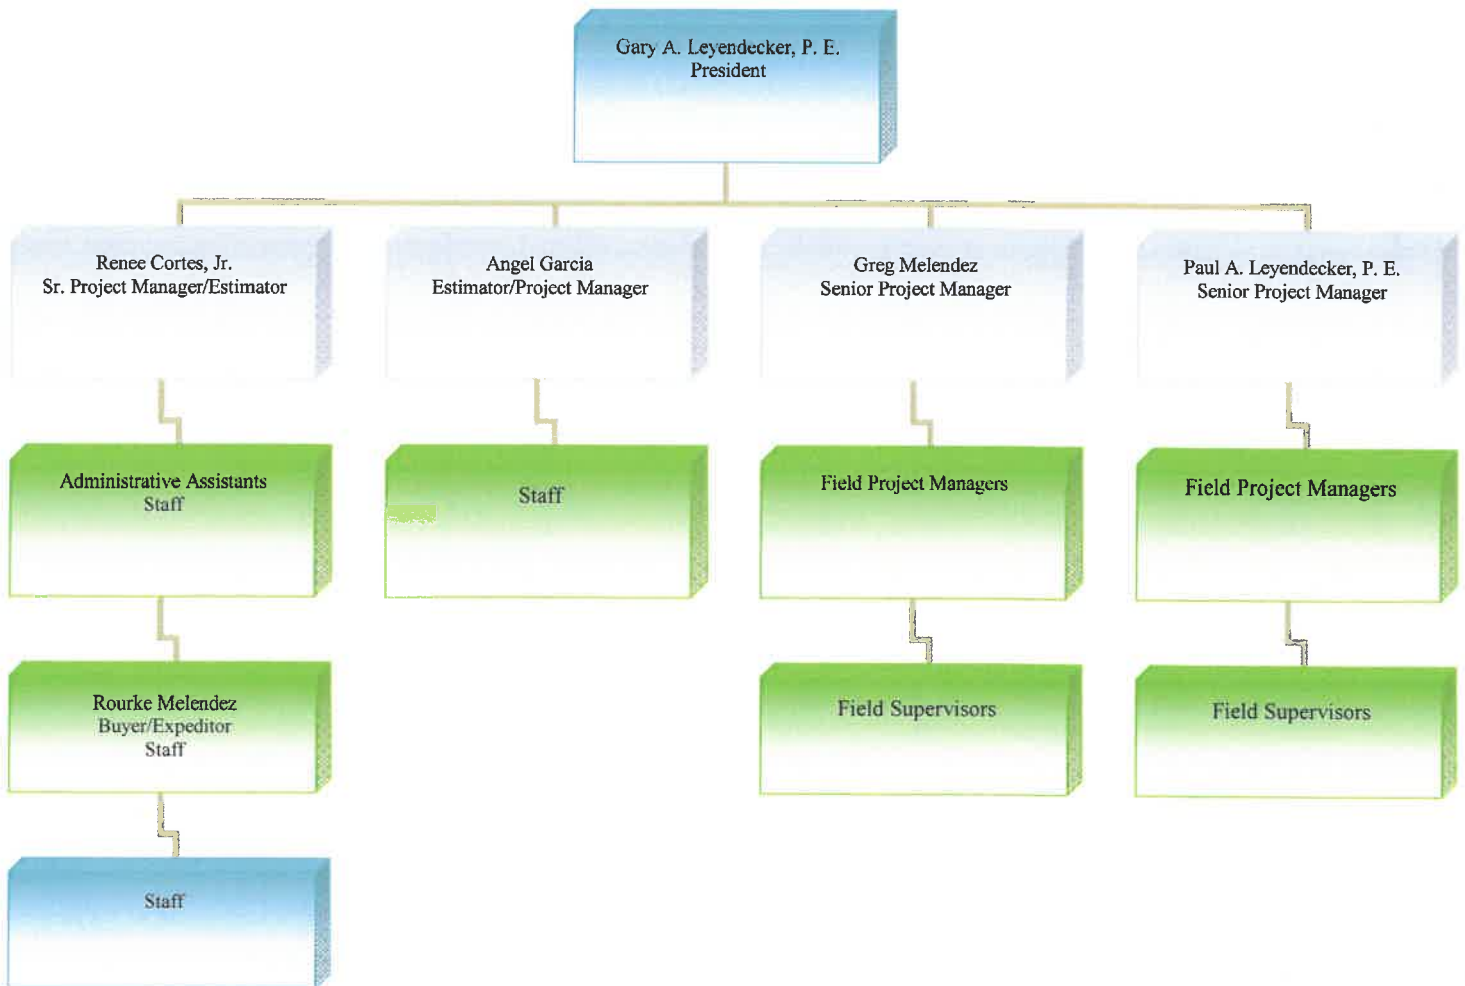 Gary A. Leyendecker, P. E.
President
Renee Cortes, Jr.
Sr. Project Manager/Estimator
Angel Garcia
Estimator/Project Manager
Greg Melendez
Senior Project Manager
Paul A. Leyendecker, P. E.
Senior Project Manager
Administrative Assistants
Staff
Staff
Field Project Managers
Field Project Managers
Rourke Melendez
Buyer/Expeditor
Staff
Field Supervisors
Field Supervisors
Staff